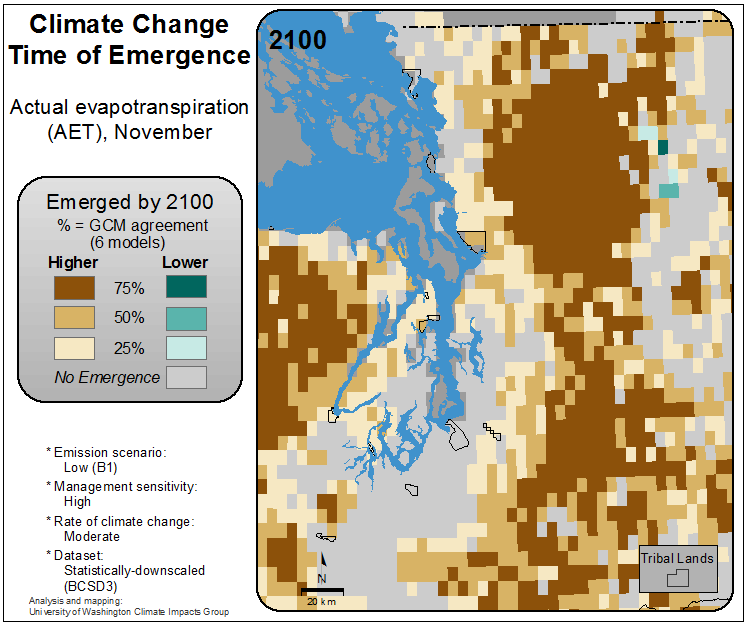 Climate Change
Time of Emergence
Actual evapotranspiration
(AET), November
Emerged by 2100
% = GCM agreement
(6 models)
Higher Lower
75%
50%
25%
No Emergence
* Emission scenario:
Low (B1)
* Management sensitivity:
High
* Rate of climate change:
Moderate
* Dataset:
Statistically-downscaled
(BCSD3)
Analysis and mapping:
University of Washington Climate Impacts Group
2100
N
20 km
Tribal Lands